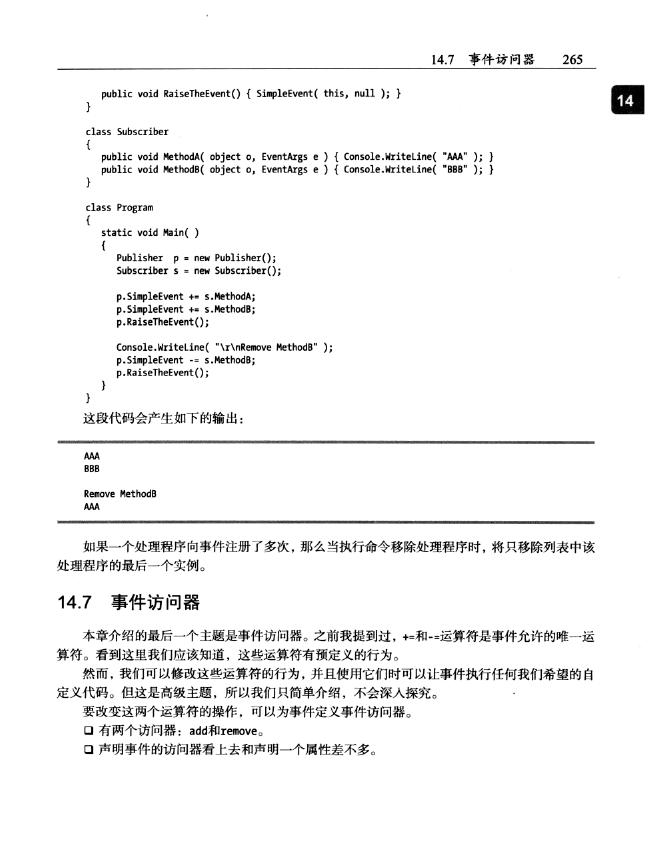 14.7 事件访问器 265
14
public void RaiseTheEvent() { SimpleEvent( this, null ); }
}
class Subscriber
{
public void MethodA( object o, EventArgs e ) { Console.WriteLine( "AAA" ); }
public void MethodB( object o, EventArgs e ) { Console.WriteLine( "BBB" ); }
}
class Program
{
static void Main( )
{
Publisher p = new Publisher();
Subscriber s = new Subscriber();
p.SimpleEvent += s.MethodA;
p.SimpleEvent += s.MethodB;
p.RaiseTheEvent();
Console.WriteLine( "\r\nRemove MethodB" );
p.SimpleEvent -= s.MethodB;
p.RaiseTheEvent();
}
}
这段代码会产生如下的输出：
AAA
BBB
Remove MethodB
AAA
如果一个处理程序向事件注册了多次，那么当执行命令移除处理程序时，将只移除列表中该
处理程序的最后一个实例。
14.7 事件访问器
本章介绍的最后一个主题是事件访问器。之前我提到过，+=和-=运算符是事件允许的唯一运
算符。看到这里我们应该知道，这些运算符有预定义的行为。
然而，我们可以修改这些运算符的行为，并且使用它们时可以让事件执行任何我们希望的自
定义代码。但这是高级主题，所以我们只简单介绍，不会深入探究。
要改变这两个运算符的操作，可以为事件定义事件访问器。
❑ 有两个访问器：add和remove。
❑ 声明事件的访问器看上去和声明一个属性差不多。